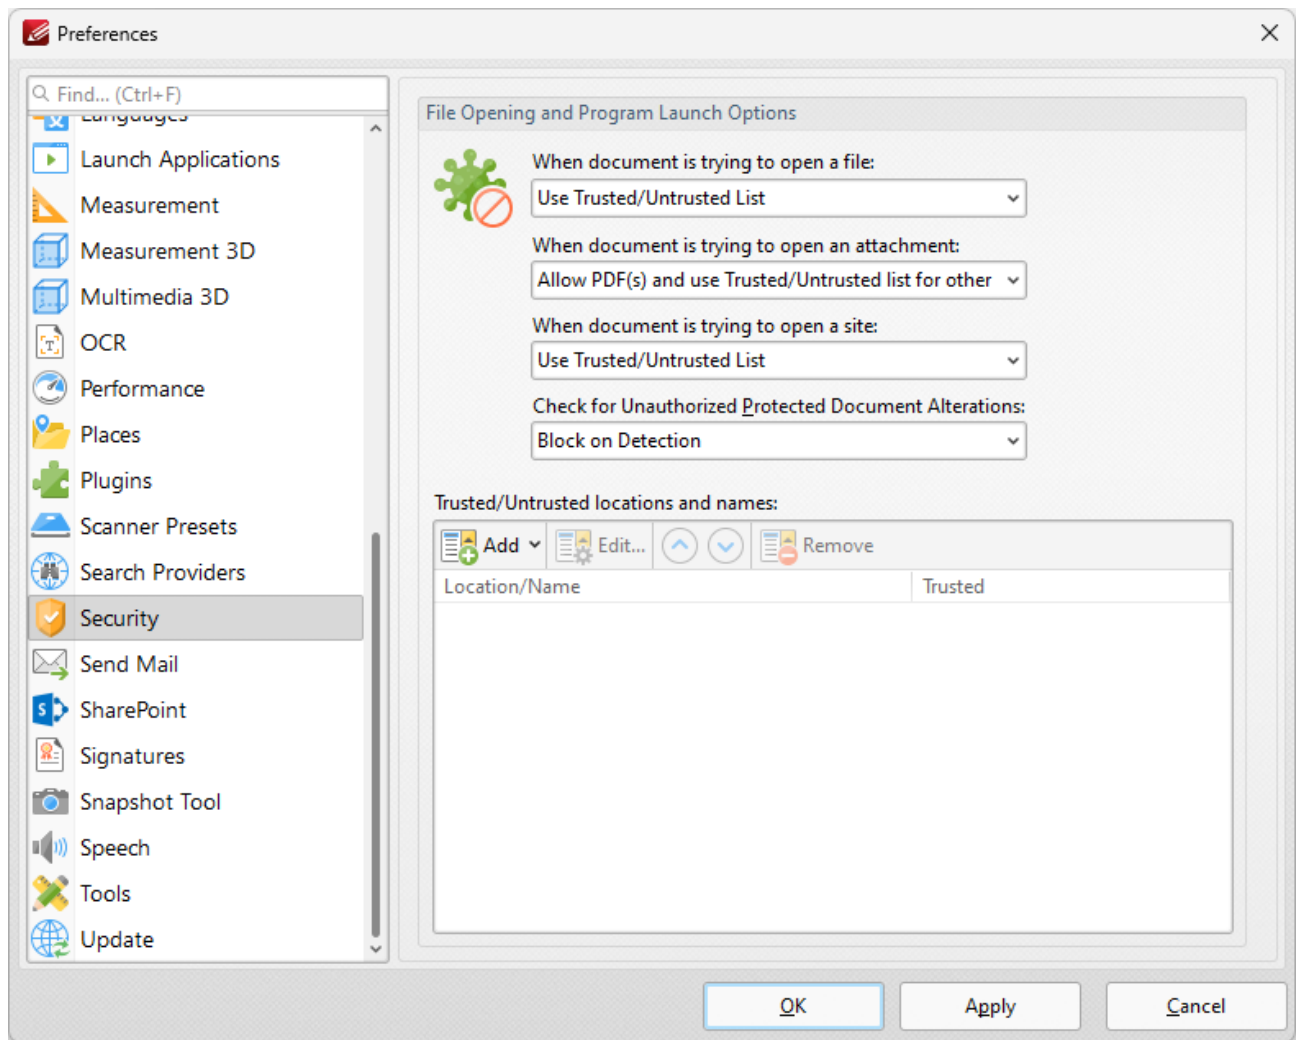 Preferences
Find... (Ctrl+F)
Languages
Launch Applications
Measurement
Measurement 3D
Multimedia 3D
OCR
Performance
Places
Plugins
Scanner Presets
Search Providers
Security
Send Mail
SharePoint
Signatures
Snapshot Tool
Speech
Tools
Update
File Opening and Program Launch Options
When document is trying to open a file:
Use Trusted/Untrusted List
When document is trying to open an attachment:
Allow PDF(s) and use Trusted/Untrusted list for other
When document is trying to open a site:
Use Trusted/Untrusted List
Check for Unauthorized Protected Document Alterations:
Block on Detection
Trusted/Untrusted locations and names:
Add Edit... Remove
Location/Name Trusted
OK Apply Cancel